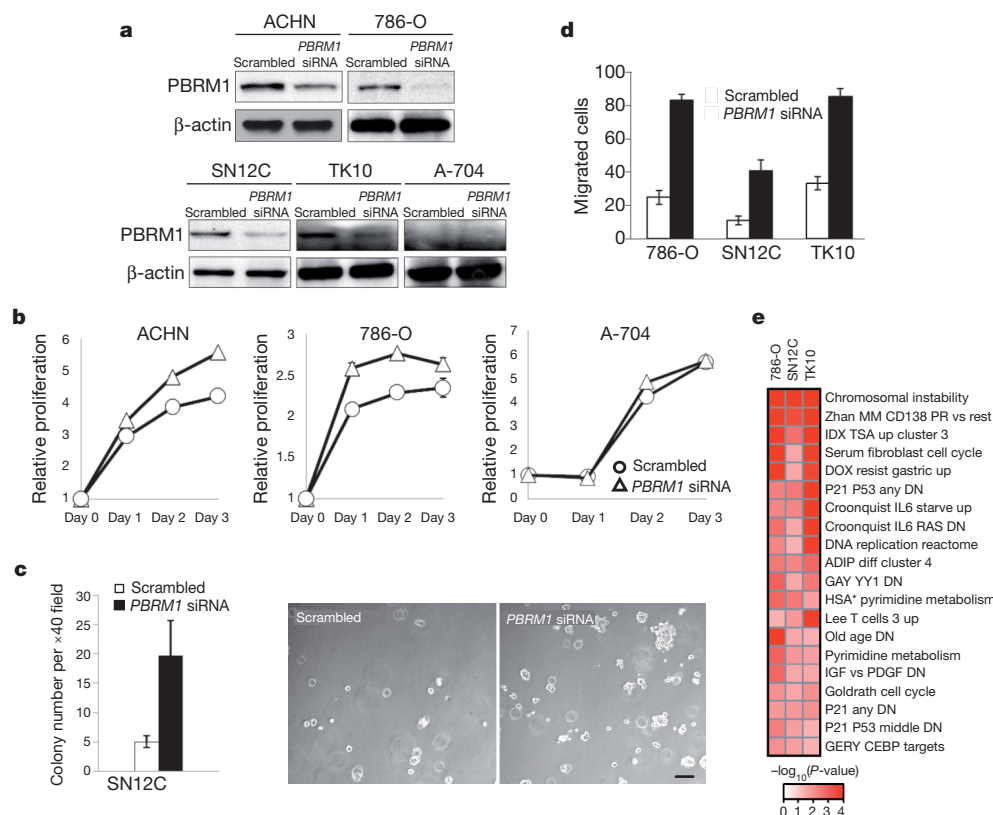 a
ACHN
786-O
Scrambled
PBRM1 siRNA
Scrambled
PBRM1 siRNA
PBRM1
β-actin
SN12C
TK10
A-704
Scrambled
PBRM1 siRNA
Scrambled
PBRM1 siRNA
Scrambled
PBRM1 siRNA
PBRM1
β-actin
b
ACHN
Relative proliferation
6
5
4
3
2
1
Day 0 Day 1 Day 2 Day 3
786-O
Relative proliferation
3
2.5
2
1.5
1
Day 0 Day 1 Day 2 Day 3
A-704
Relative proliferation
7
6
5
4
3
2
1
0
Scrambled
PBRM1 siRNA
Day 0 Day 1 Day 2 Day 3
c
Scrambled
PBRM1 siRNA
Colony number per ×40 field
30
25
20
15
10
5
0
SN12C
Scrambled
PBRM1 siRNA
d
Migrated cells
100
80
60
40
20
0
Scrambled
PBRM1 siRNA
786-O SN12C TK10
e
786-O
SN12C
TK10
Chromosomal instability
Zhan MM CD138 PR vs rest
IDX TSA up cluster 3
Serum fibroblast cell cycle
DOX resist gastric up
P21 P53 any DN
Croonquist IL6 starve up
Croonquist IL6 RAS DN
DNA replication reactome
ADIP diff cluster 4
GAY YY1 DN
HSA* pyrimidine metabolism
Lee T cells 3 up
Old age DN
Pyrimidine metabolism
IGF vs PDGF DN
Goldrath cell cycle
P21 any DN
P21 P53 middle DN
GERY CEBP targets
–log10(P-value)
0 1 2 3 4